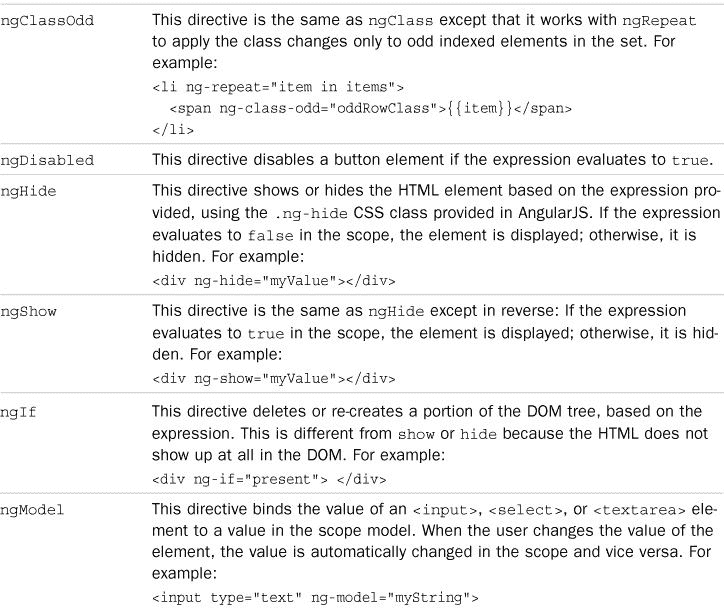 ngClassOdd This directive is the same as ngClass except that it works with ngRepeat
to apply the class changes only to odd indexed elements in the set. For
example:
<li ng-repeat="item in items">
<span ng-class-odd="oddRowClass">{{item}}</span>
</li>
ngDisabled This directive disables a button element if the expression evaluates to true.
ngHide This directive shows or hides the HTML element based on the expression pro-
vided, using the .ng-hide CSS class provided in AngularJS. If the expression
evaluates to false in the scope, the element is displayed; otherwise, it is
hidden. For example:
<div ng-hide="myValue"></div>
ngShow This directive is the same as ngHide except in reverse: If the expression
evaluates to true in the scope, the element is displayed; otherwise, it is hid-
den. For example:
<div ng-show="myValue"></div>
ngIf This directive deletes or re-creates a portion of the DOM tree, based on the
expression. This is different from show or hide because the HTML does not
show up at all in the DOM. For example:
<div ng-if="present"> </div>
ngModel This directive binds the value of an <input>, <select>, or <textarea> ele-
ment to a value in the scope model. When the user changes the value of the
element, the value is automatically changed in the scope and vice versa. For
example:
<input type="text" ng-model="myString">